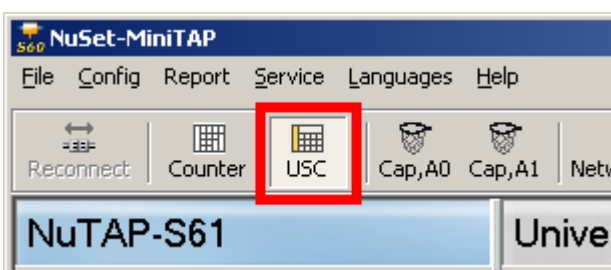 S60 NuSet-MiniTAP
File Config Report Service Languages Help
Reconnect Counter USC Cap,A0 Cap,A1
NuTAP-S61